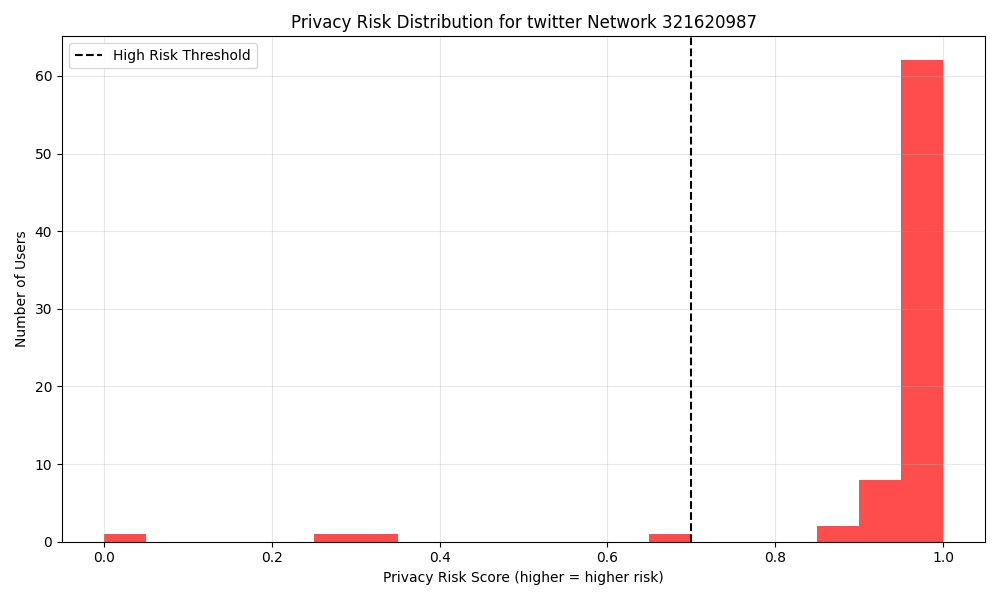 Privacy Risk Distribution for twitter Network 321620987
High Risk Threshold
Number of Users
60
50
40
30
20
10
0
0.0 0.2 0.4 0.6 0.8 1.0
Privacy Risk Score (higher = higher risk)